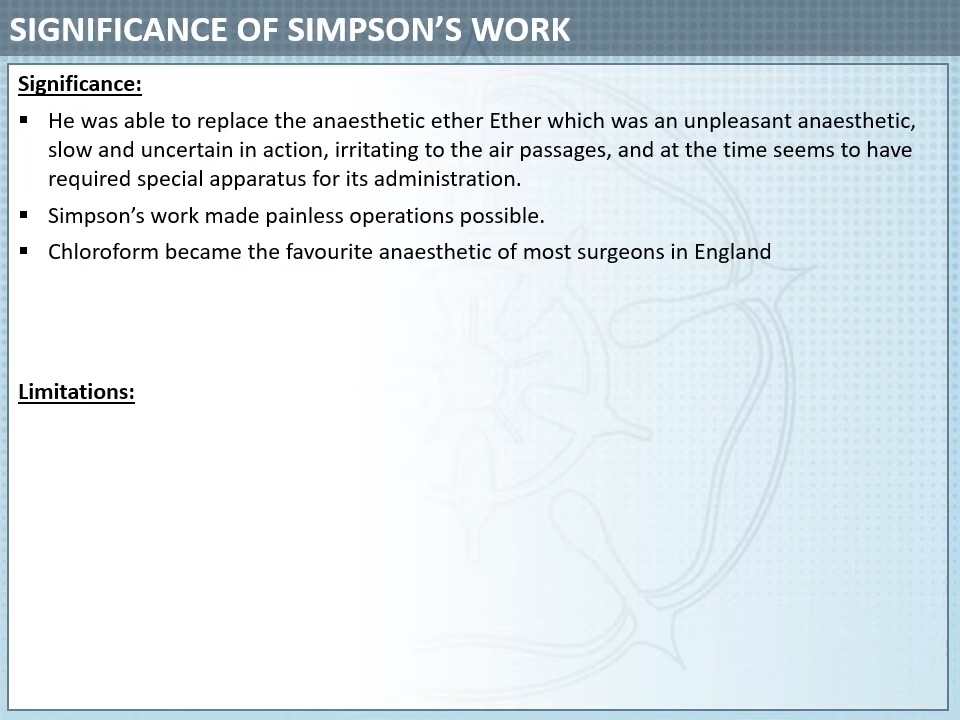 SIGNIFICANCE OF SIMPSON’S WORK
Significance:
▪ He was able to replace the anaesthetic ether Ether which was an unpleasant anaesthetic,
slow and uncertain in action, irritating to the air passages, and at the time seems to have
required special apparatus for its administration.
▪ Simpson’s work made painless operations possible.
▪ Chloroform became the favourite anaesthetic of most surgeons in England
Limitations: